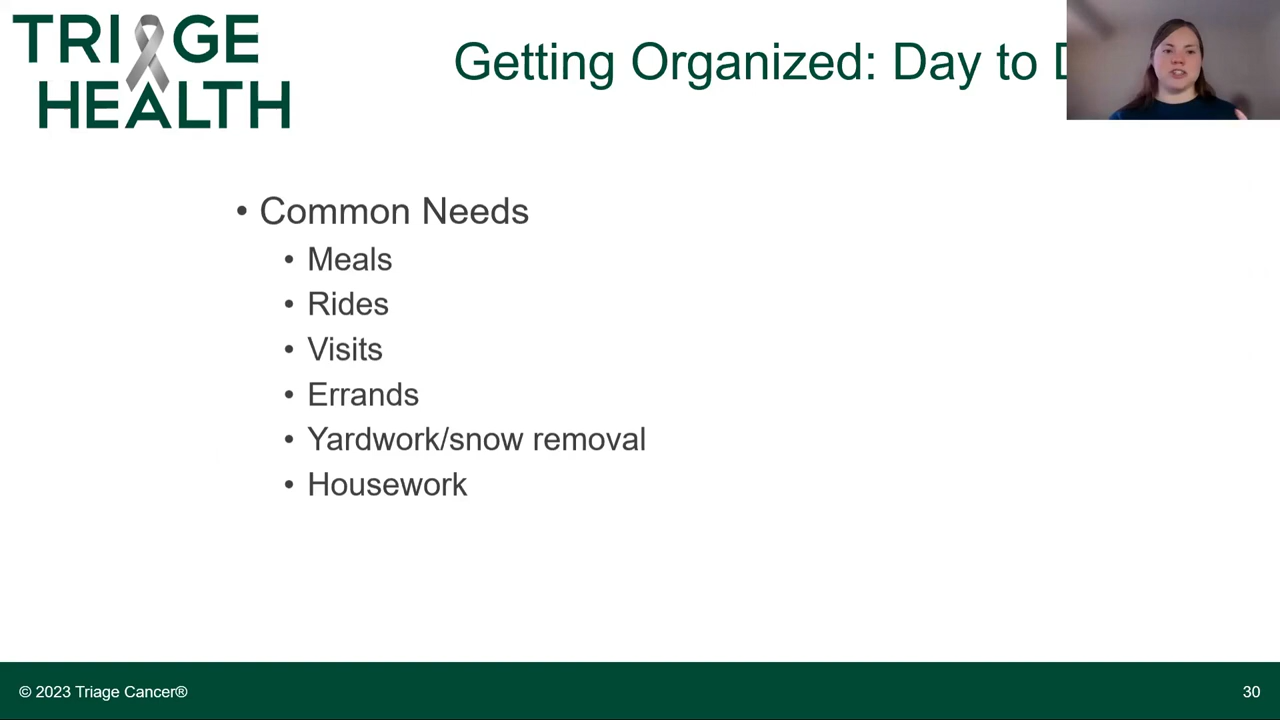 TRIAGE
HEALTH
Getting Organized: Day to
• Common Needs
• Meals
• Rides
• Visits
• Errands
• Yardwork/snow removal
• Housework
© 2023 Triage Cancer®
30